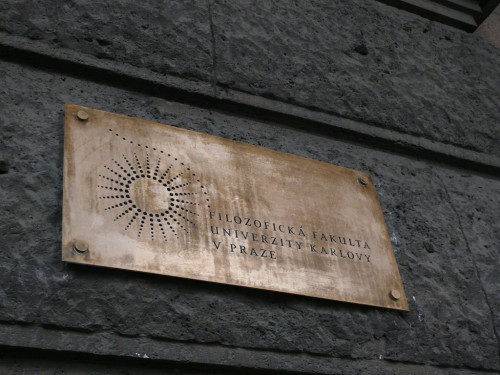 FILOZOFICKÁ FAKULTA
UNIVERZITY KARLOVY
V PRAZE